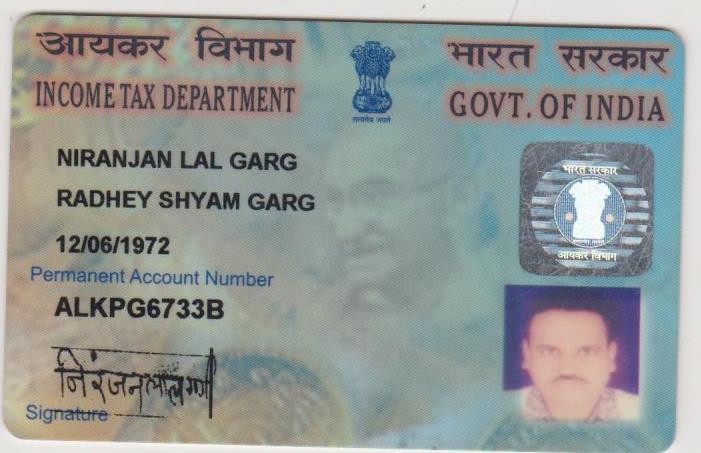 आयकर विभाग
INCOME TAX DEPARTMENT
सत्यमेव जयते
भारत सरकार
GOVT. OF INDIA
NIRANJAN LAL GARG
RADHEY SHYAM GARG
12/06/1972
Permanent Account Number
ALKPG6733B
निरंजनलाल गर्ग
Signature
भारत सरकार
आयकर विभाग